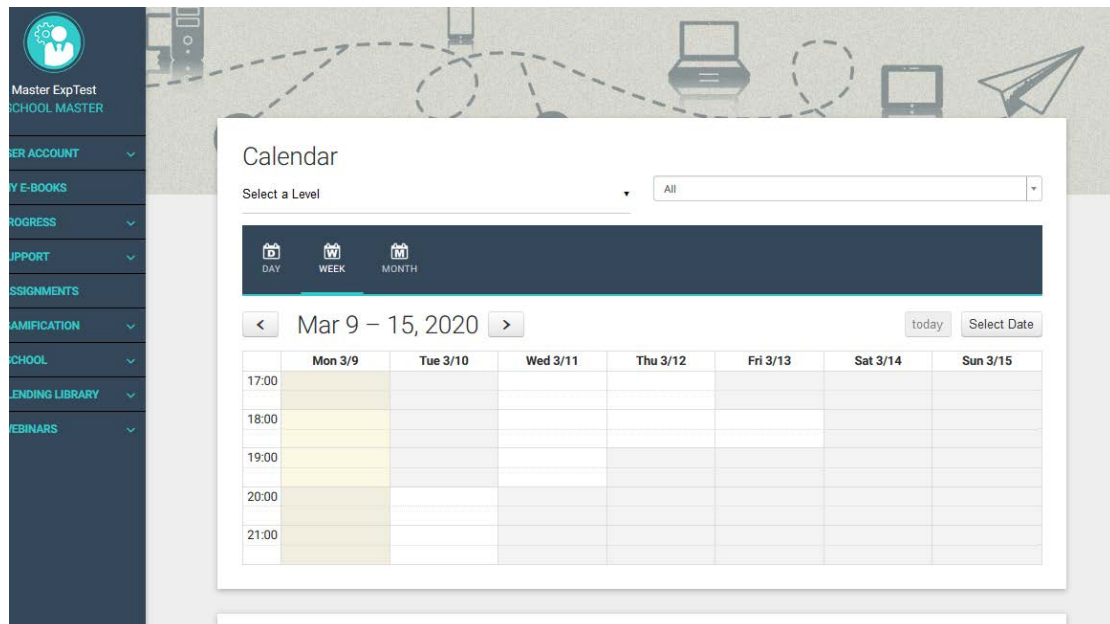 Master ExpTest
SCHOOL MASTER
SER ACCOUNT
Y E-BOOKS
ROGRESS
UPPORT
SSIGNMENTS
AMIFICATION
CHOOL
LENDING LIBRARY
WEBINARS
Calendar
Select a Level
All
D W M
DAY WEEK MONTH
Mar 9 – 15, 2020
today Select Date
Mon 3/9 Tue 3/10 Wed 3/11 Thu 3/12 Fri 3/13 Sat 3/14 Sun 3/15
17:00
18:00
19:00
20:00
21:00